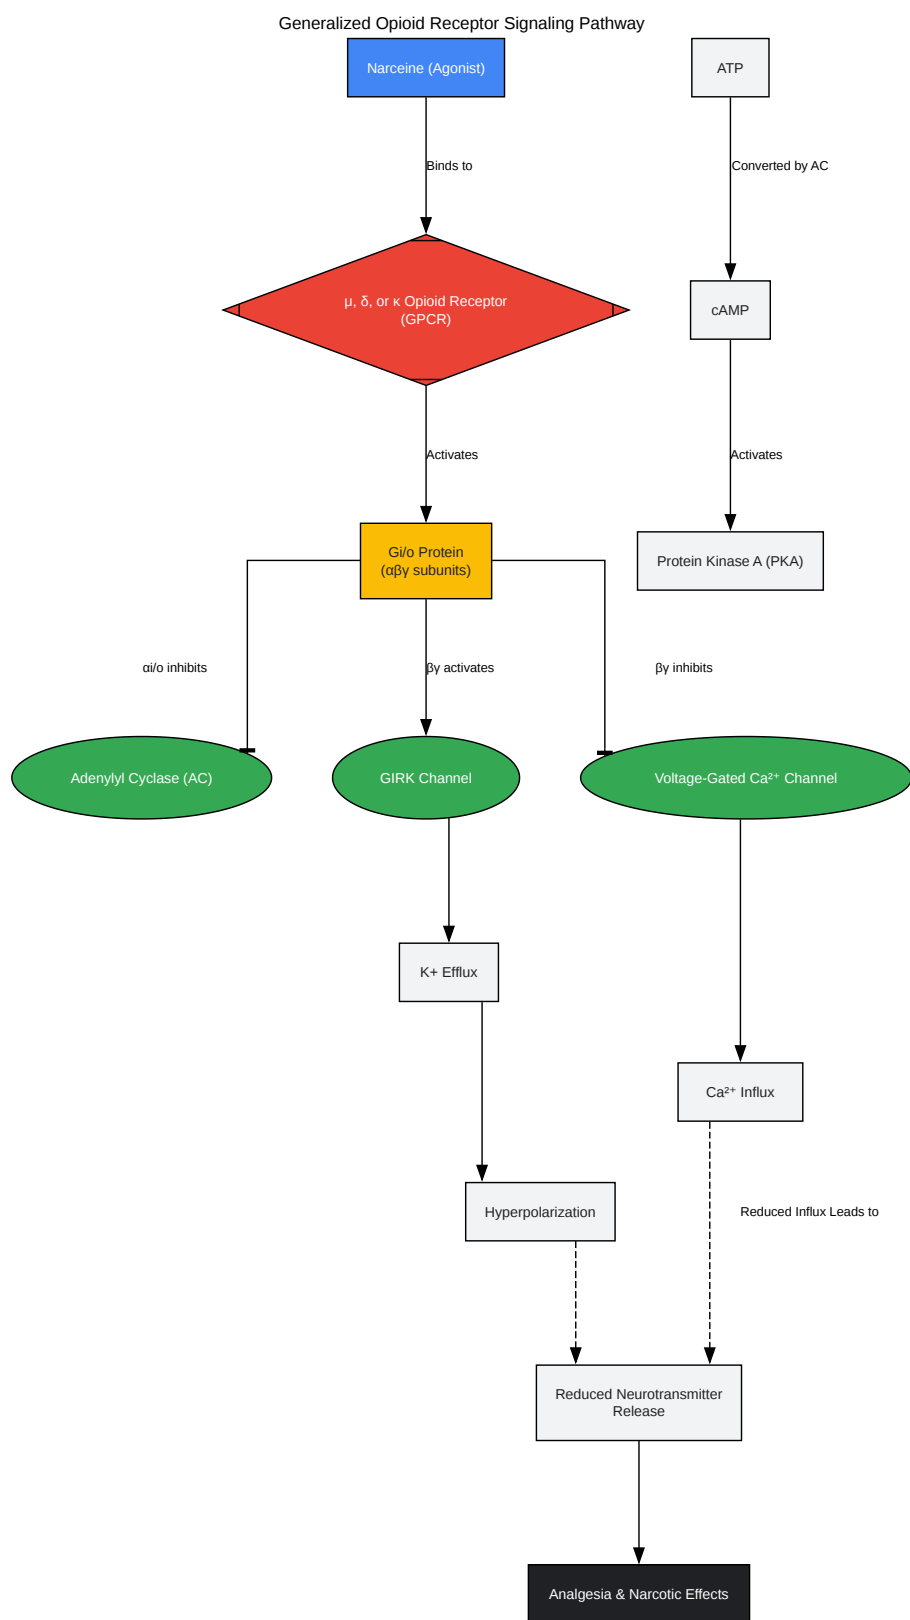 Generalized Opioid Receptor Signaling Pathway
Narceine (Agonist)
ATP
Binds to
Converted by AC
μ, δ, or κ Opioid Receptor
(GPCR)
cAMP
Activates
Activates
Gi/o Protein
(αβγ subunits)
Protein Kinase A (PKA)
αi/o inhibits
βγ activates
βγ inhibits
Adenylyl Cyclase (AC)
GIRK Channel
Voltage-Gated Ca²⁺ Channel
K+ Efflux
Ca²⁺ Influx
Hyperpolarization
Reduced Influx Leads to
Reduced Neurotransmitter
Release
Analgesia & Narcotic Effects